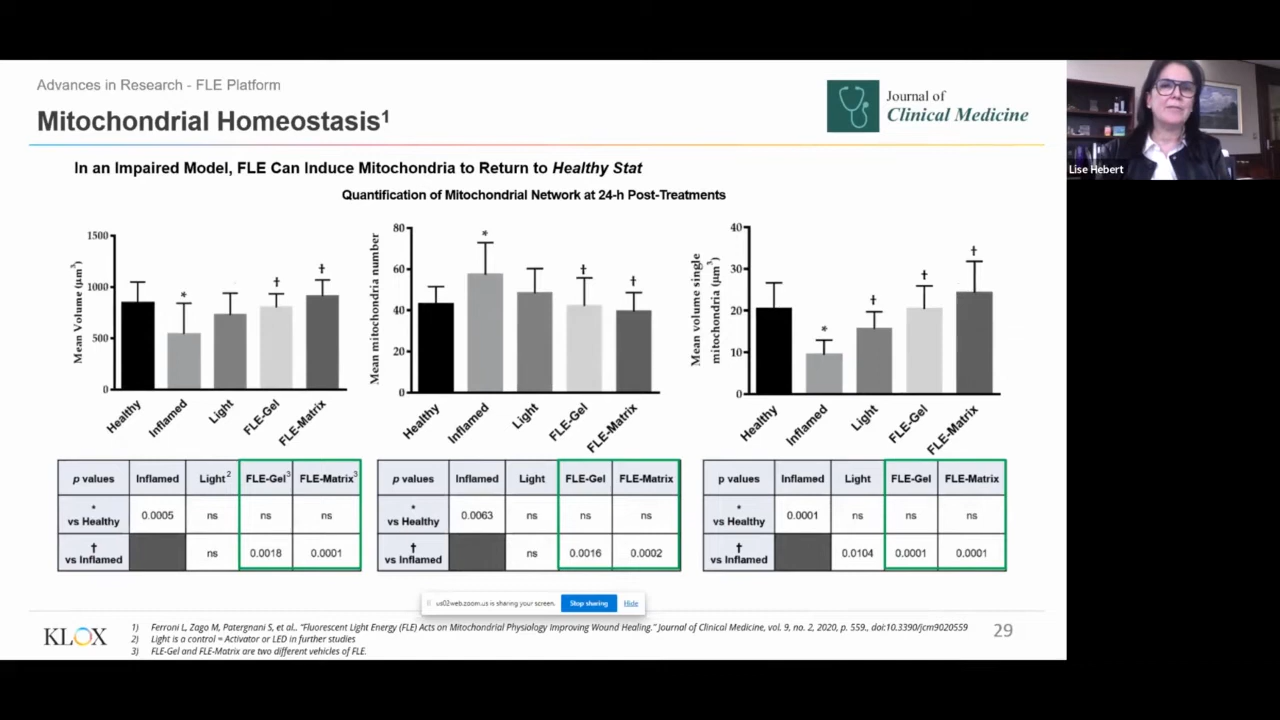 Advances in Research - FLE Platform
Mitochondrial Homeostasis1
Journal of
Clinical Medicine
Lise Hebert
In an Impaired Model, FLE Can Induce Mitochondria to Return to Healthy Stat
Quantification of Mitochondrial Network at 24-h Post-Treatments
Mean Volume (µm3)
1500
1000
500
0
*
†
†
Healthy
Inflamed
Light
FLE-Gel
FLE-Matrix
Mean mitochondria number
80
60
40
20
0
*
†
†
Healthy
Inflamed
Light
FLE-Gel
FLE-Matrix
Mean volume single
mitochondria (µm3)
40
30
20
10
0
*
†
†
†
Healthy
Inflamed
Light
FLE-Gel
FLE-Matrix
p values Inflamed Light2 FLE-Gel3 FLE-Matrix3
*
vs Healthy 0.0005 ns ns ns
†
vs Inflamed ns 0.0018 0.0001
p values Inflamed Light FLE-Gel FLE-Matrix
*
vs Healthy 0.0063 ns ns ns
†
vs Inflamed ns 0.0016 0.0002
p values Inflamed Light FLE-Gel FLE-Matrix
*
vs Healthy 0.0001 ns ns ns
†
vs Inflamed 0.0104 0.0001 0.0001
us02web.zoom.us is sharing your screen. Stop sharing Hide
KLOX
1) Ferroni L, Zago M, Patergnani S, et al.. "Fluorescent Light Energy (FLE) Acts on Mitochondrial Physiology Improving Wound Healing." Journal of Clinical Medicine, vol. 9, no. 2, 2020, p. 559., doi:10.3390/jcm9020559
2) Light is a control = Activator or LED in further studies
3) FLE-Gel and FLE-Matrix are two different vehicles of FLE.
29